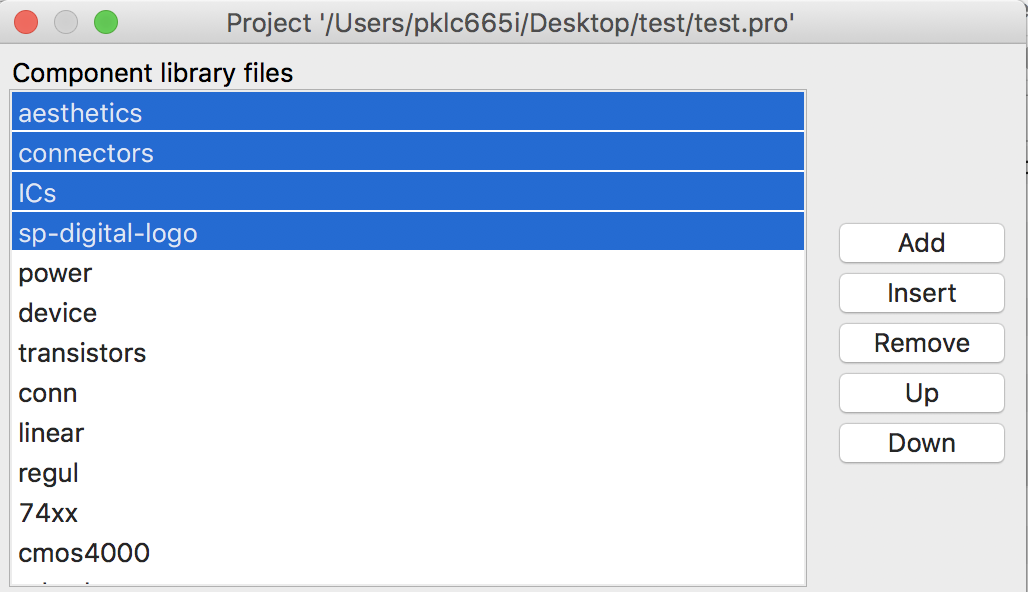 Project '/Users/pklc665i/Desktop/test/test.pro'
Component library files
aesthetics
connectors
ICs
sp-digital-logo
power
device
transistors
conn
linear
regul
74xx
cmos4000
Add
Insert
Remove
Up
Down